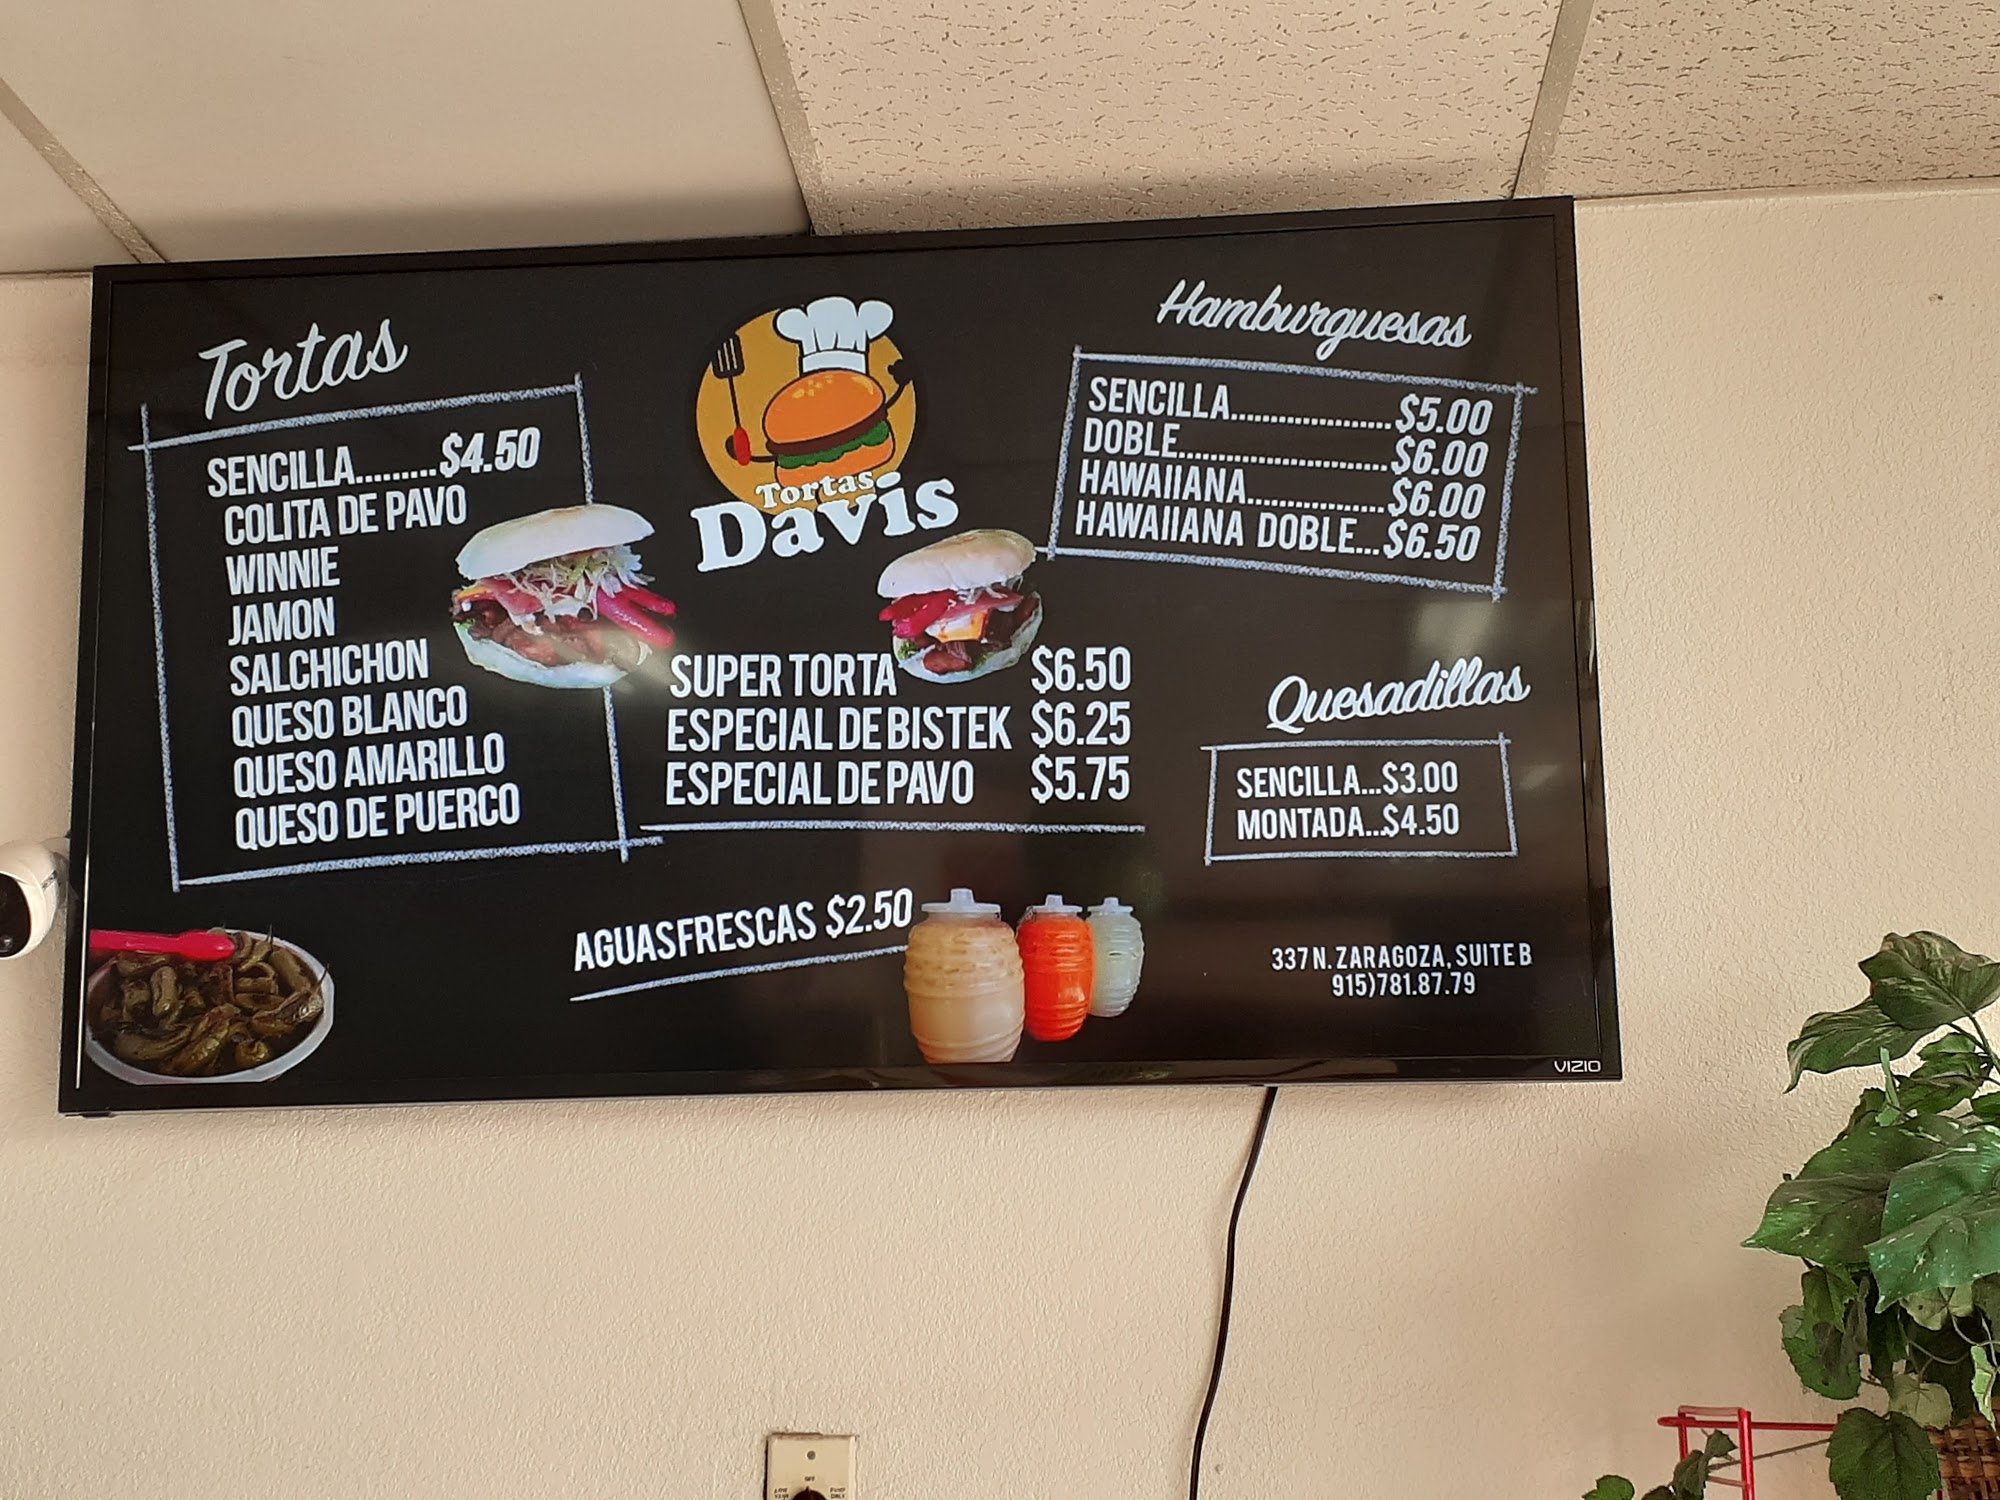 Tortas
SENCILLA.........$4.50
COLITA DE PAVO
WINNIE
JAMON
SALCHICHON
QUESO BLANCO
QUESO AMARILLO
QUESO DE PUERCO
Tortas
Davis
SUPER TORTA $6.50
ESPECIAL DE BISTEK $6.25
ESPECIAL DE PAVO $5.75
AGUAS FRESCAS $2.50
Hamburguesas
SENCILLA....................$5.00
DOBLE..........................$6.00
HAWAIIANA.................$6.00
HAWAIIANA DOBLE...$6.50
Quesadillas
SENCILLA...$3.00
MONTADA...$4.50
337 N. ZARAGOZA, SUITE B
915)781.87.79
VIZIO
OFF